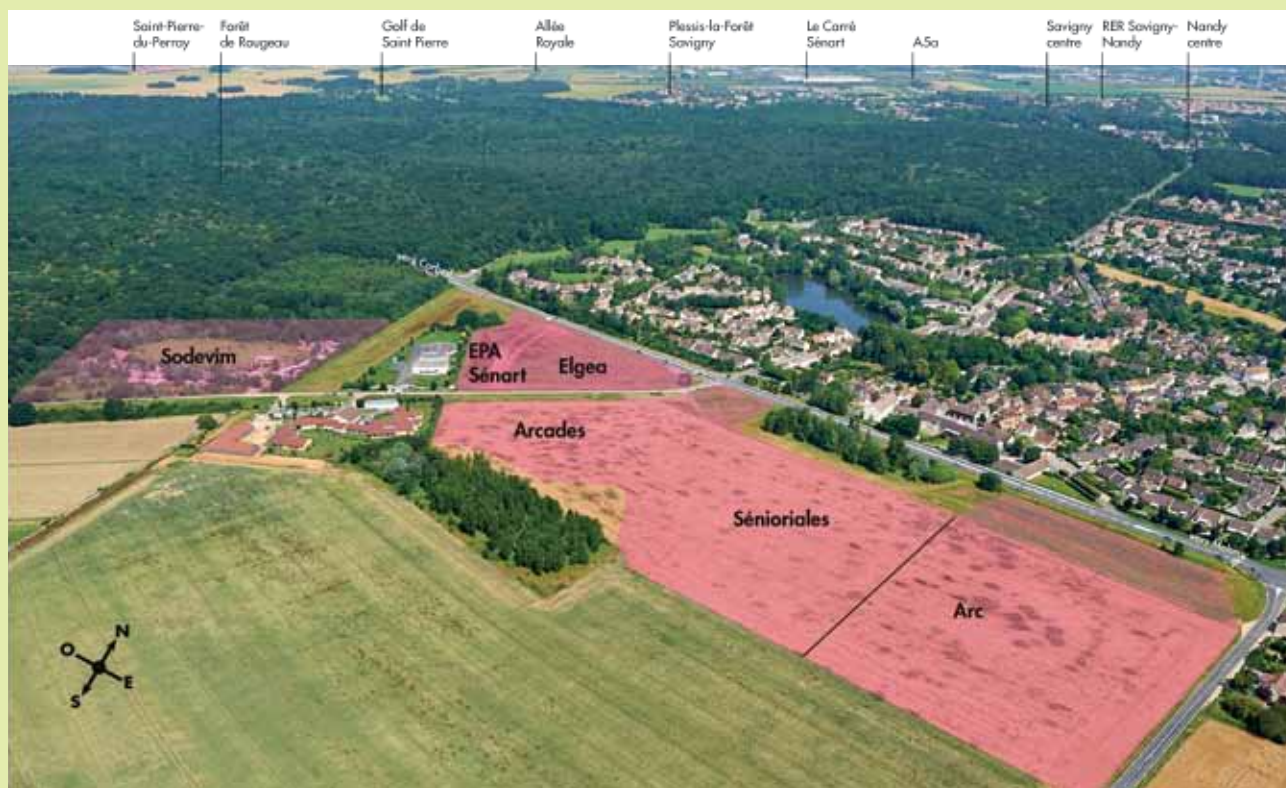 Saint-Pierre-
du-Perray
Forêt
de Rougeau
Golf de
Saint Pierre
Allée
Royale
Plessis-la-Forêt
Savigny
Le Carré
Sénart
A5a
Savigny
centre
RER Savigny-
Nandy
Nandy
centre
Sodevim
EPA
Sénart
Elgea
Arcades
Sénioriales
Arc
N
O
E
S